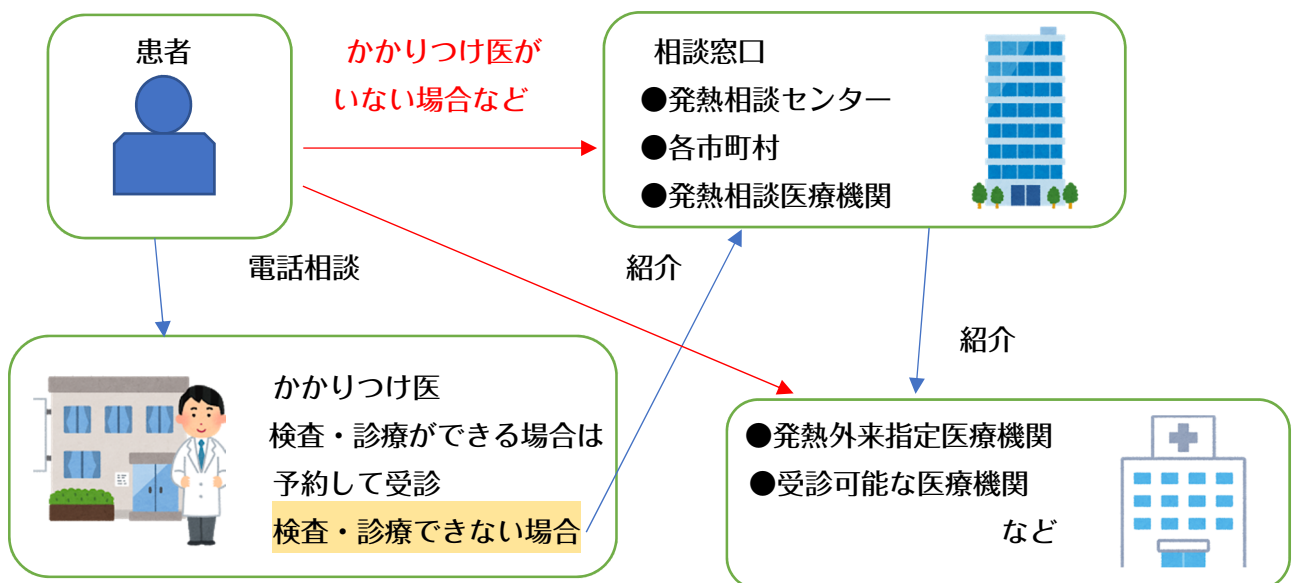 患者
かかりつけ医が
いない場合など
相談窓口
●発熱相談センター
●各市町村
●発熱相談医療機関
電話相談
紹介
紹介
かかりつけ医
検査・診療ができる場合は
予約して受診
検査・診療できない場合
●発熱外来指定医療機関
●受診可能な医療機関
など